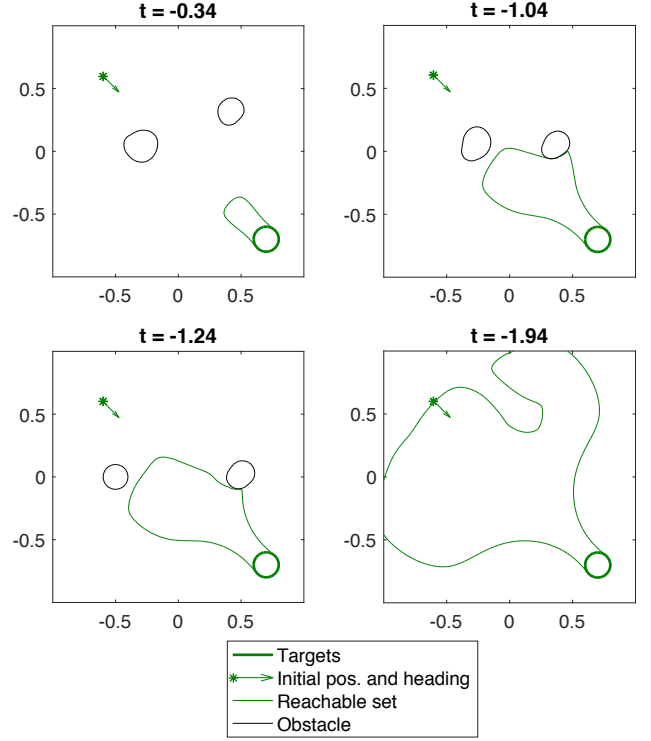 t = -0.34
t = -1.04
0.5
0
-0.5
-0.5 0 0.5
0.5
0
-0.5
-0.5 0 0.5
t = -1.24
t = -1.94
0.5
0
-0.5
-0.5 0 0.5
0.5
0
-0.5
-0.5 0 0.5
Targets
Initial pos. and heading
Reachable set
Obstacle